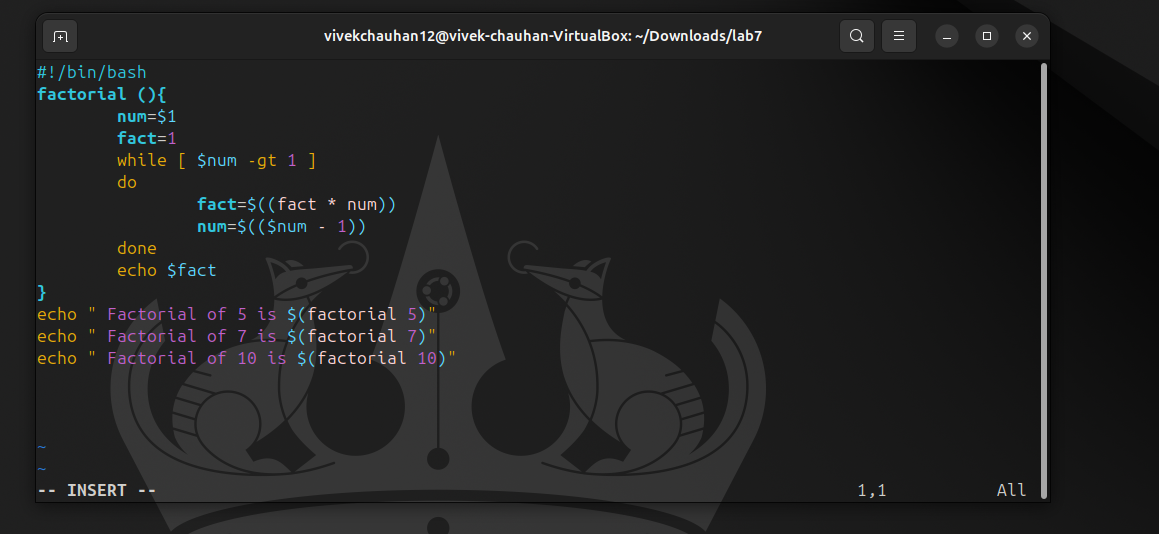 vivekchauhan12@vivek-chauhan-VirtualBox: ~/Downloads/lab7
#!/bin/bash
factorial (){
        num=$1
        fact=1
        while [ $num -gt 1 ]
        do
                fact=$((fact * num))
                num=$(($num - 1))
        done
        echo $fact
}
echo " Factorial of 5 is $(factorial 5)"
echo " Factorial of 7 is $(factorial 7)"
echo " Factorial of 10 is $(factorial 10)"
~
~
-- INSERT -- 1,1 All